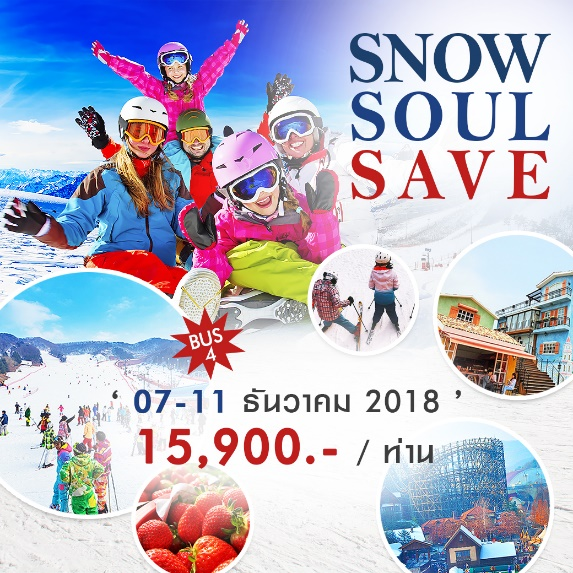 SNOW
SOUL
SAVE
BUS
4
' 07-11 ธันวาคม 2018 '
15,900.- / ท่าน